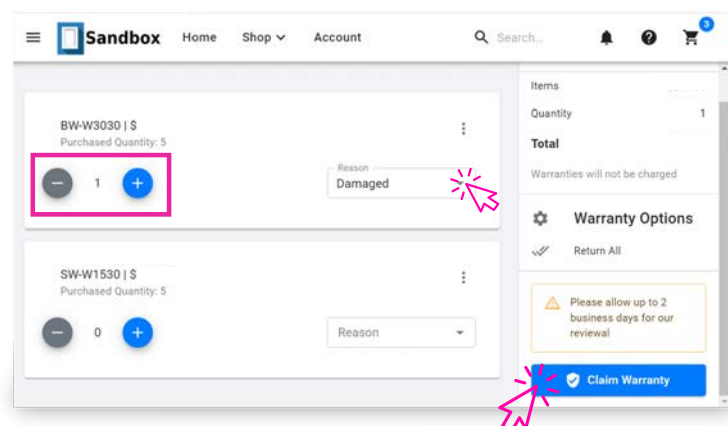 Sandbox Home Shop Account Search... 3
BW-W3030 | $
Purchased Quantity: 5
1
Reason
Damaged
SW-W1530 | $
Purchased Quantity: 5
0
Reason
Items
Quantity 1
Total
Warranties will not be charged
Warranty Options
Return All
Please allow up to 2
business days for our
reviewal
Claim Warranty